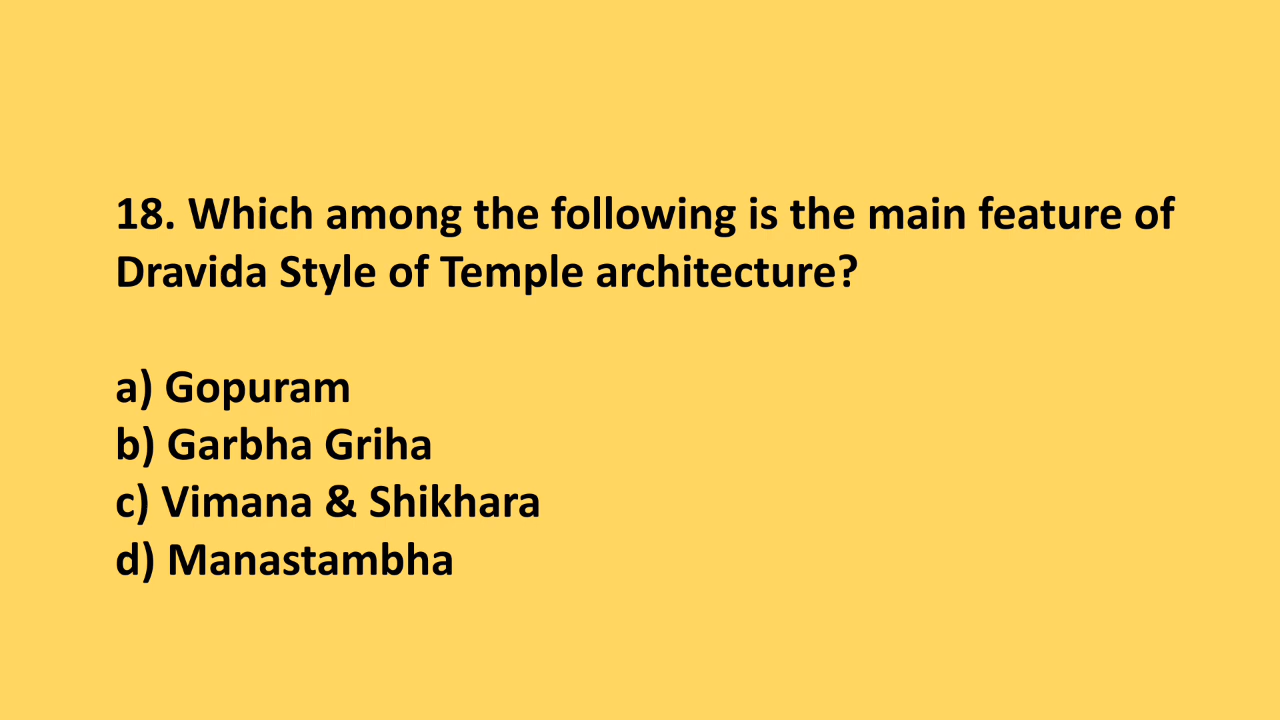 18. Which among the following is the main feature of
Dravida Style of Temple architecture?
a) Gopuram
b) Garbha Griha
c) Vimana & Shikhara
d) Manastambha